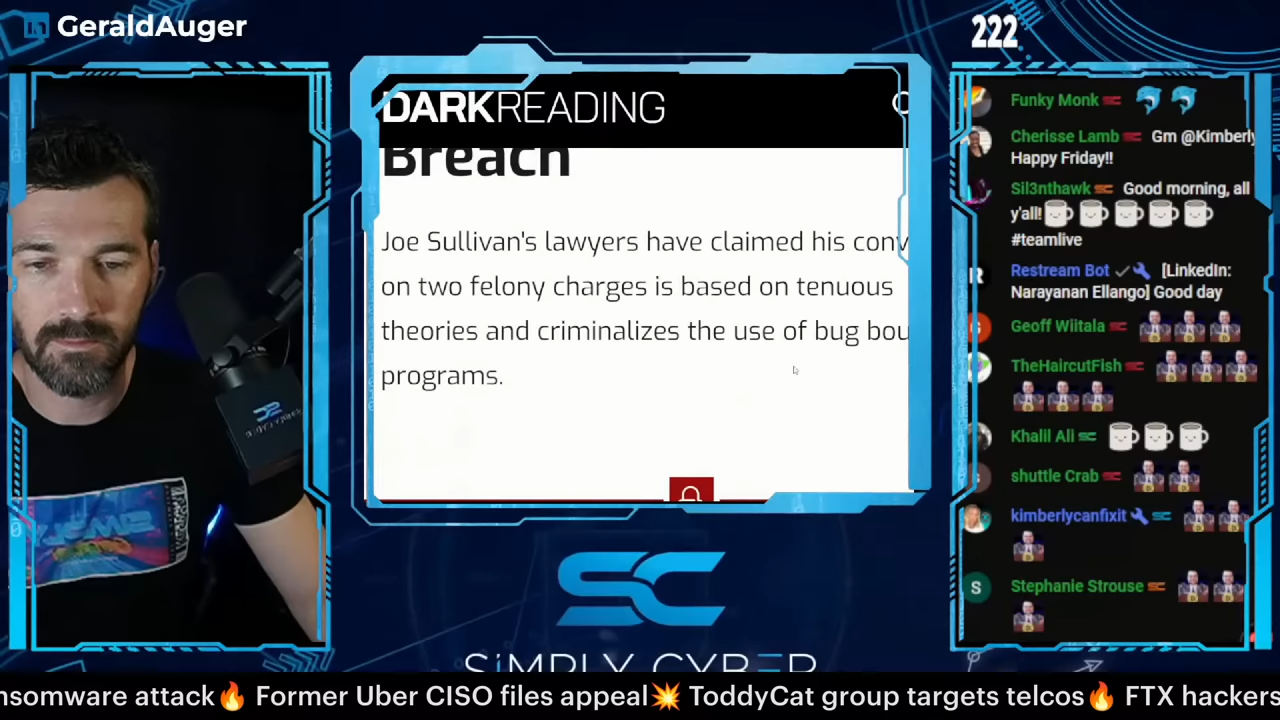 in GeraldAuger
222
DARKREADING
Breach
Joe Sullivan's lawyers have claimed his conv
on two felony charges is based on tenuous
theories and criminalizes the use of bug bou
programs.
SC
SiMPLY CYBER
Funky Monk
Cherisse Lamb Gm @Kimberly
Happy Friday!!
Sil3nthawk Good morning, all
y'all!
#teamlive
R Restream Bot [LinkedIn:
Narayanan Ellango] Good day
G Geoff Wiitala
TheHaircutFish
Khalil Ali
s shuttle Crab
kimberlycanfixit
S Stephanie Strouse
nsomware attack🔥 Former Uber CISO files appeal💥 ToddyCat group targets telcos🔥 FTX hackers